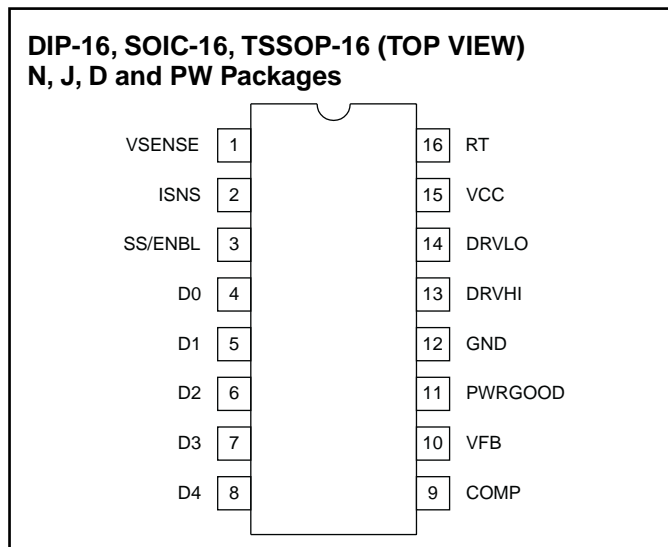 DIP-16, SOIC-16, TSSOP-16 (TOP VIEW)
N, J, D and PW Packages
VSENSE 1 16 RT
ISNS 2 15 VCC
SS/ENBL 3 14 DRVLO
D0 4 13 DRVHI
D1 5 12 GND
D2 6 11 PWRGOOD
D3 7 10 VFB
D4 8 9 COMP